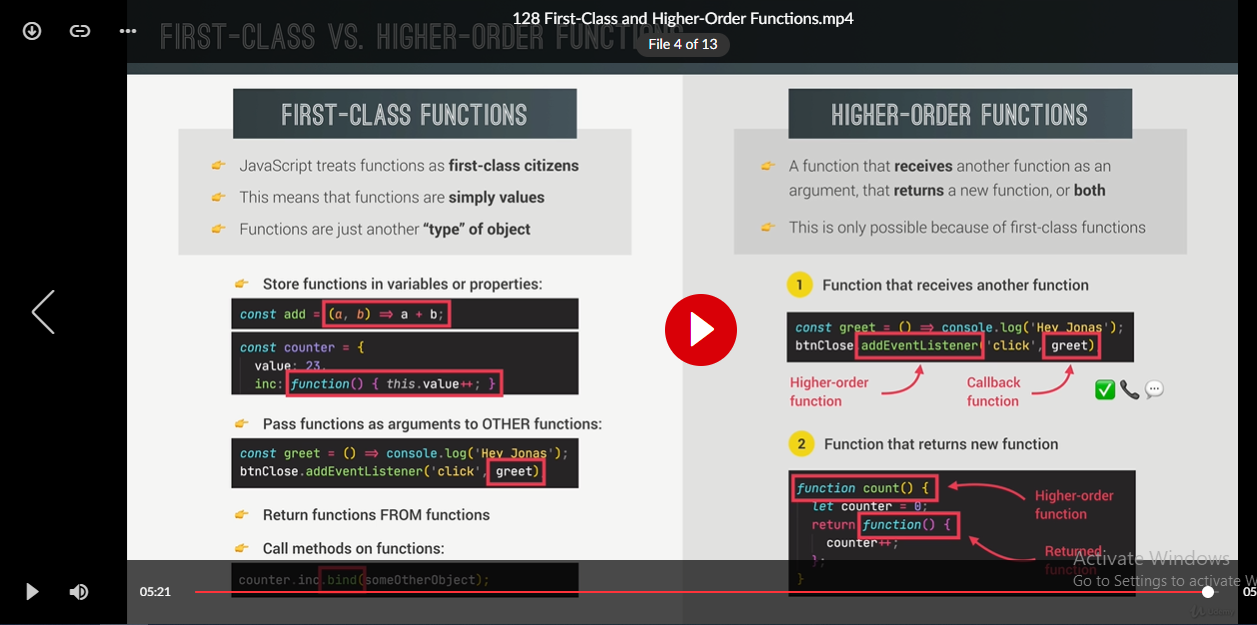 128 First-Class and Higher-Order Functions.mp4
FIRST-CLASS VS. HIGHER-ORDER FUNCTIONS
File 4 of 13
FIRST-CLASS FUNCTIONS
👉 JavaScript treats functions as first-class citizens
👉 This means that functions are simply values
👉 Functions are just another “type” of object
👉 Store functions in variables or properties:
const add = (a, b) ⇒ a + b;
const counter = {
value: 23,
inc: function() { this.value++; }
👉 Pass functions as arguments to OTHER functions:
const greet = () ⇒ console.log('Hey Jonas');
btnClose.addEventListener('click', greet)
👉 Return functions FROM functions
👉 Call methods on functions:
counter.inc.bind(someOtherObject);
HIGHER-ORDER FUNCTIONS
👉 A function that receives another function as an
argument, that returns a new function, or both
👉 This is only possible because of first-class functions
1 Function that receives another function
const greet = () ⇒ console.log('Hey Jonas');
btnClose addEventListener('click', greet)
Higher-order
function
Callback
function
✅ 📞 💬
2 Function that returns new function
function count() {
let counter = 0;
return function() {
counter++;
};
}
Higher-order
function
Returned
function
Activate Windows
Go to Settings to activate W
05:21
05